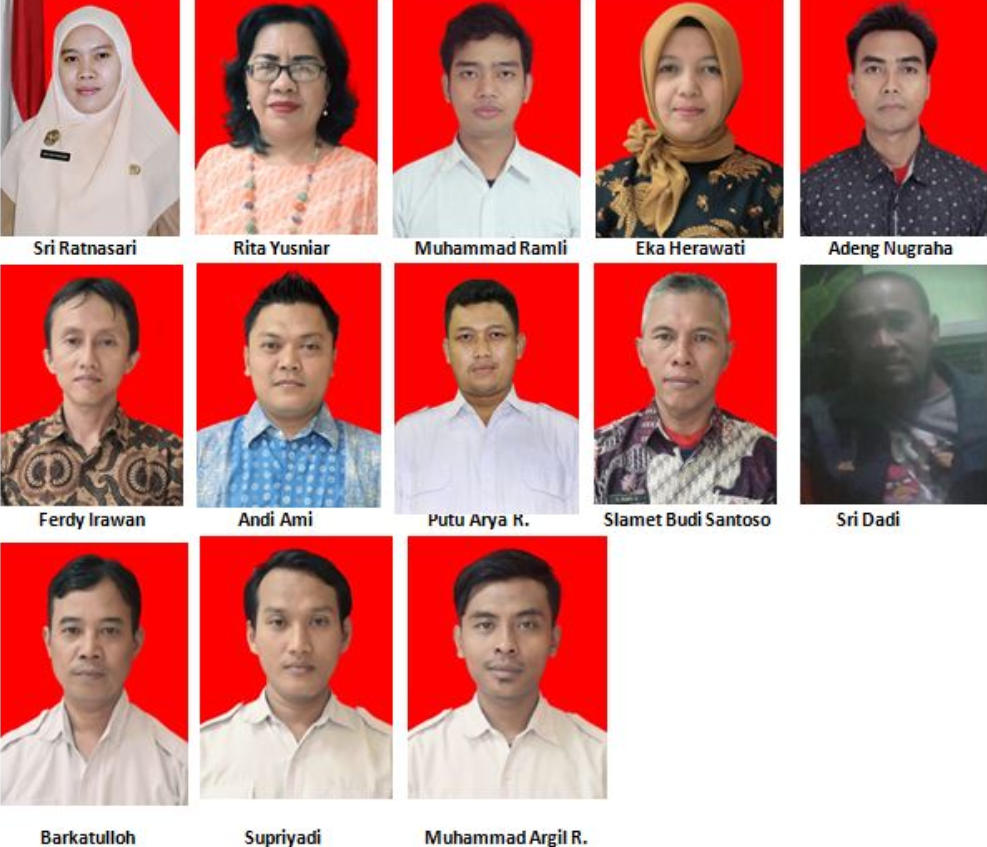 Sri Ratnasari
Rita Yusniar
Muhammad Ramli
Eka Herawati
Adeng Nugraha
Ferdy Irawan
Andi Ami
Putu Arya R.
Slamet Budi Santoso
Sri Dadi
Barkatulloh
Supriyadi
Muhammad Argil R.